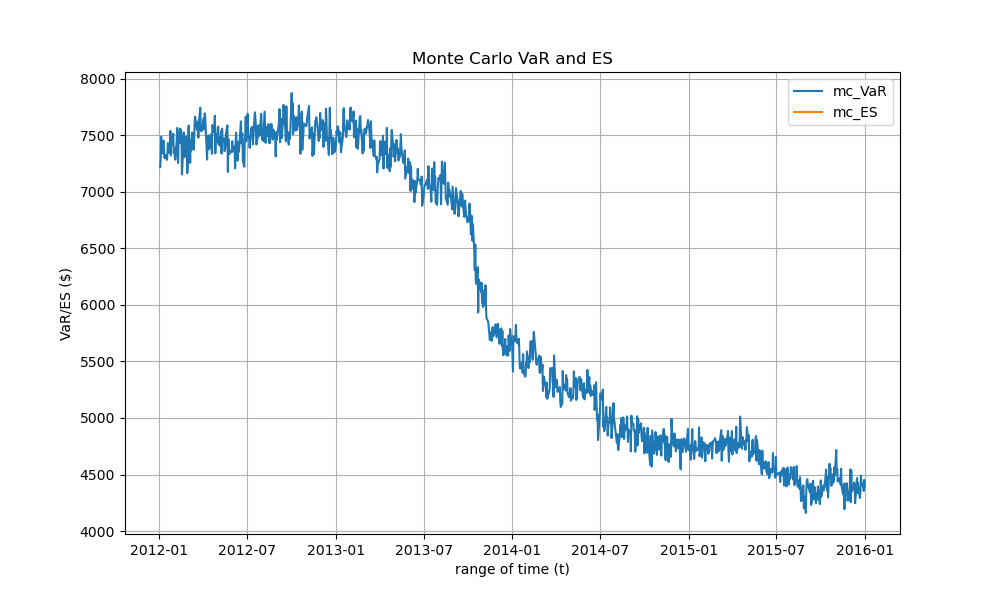 Monte Carlo VaR and ES
mc_VaR
mc_ES
VaR/ES ($)
8000
7500
7000
6500
6000
5500
5000
4500
4000
2012-01 2012-07 2013-01 2013-07 2014-01 2014-07 2015-01 2015-07 2016-01
range of time (t)